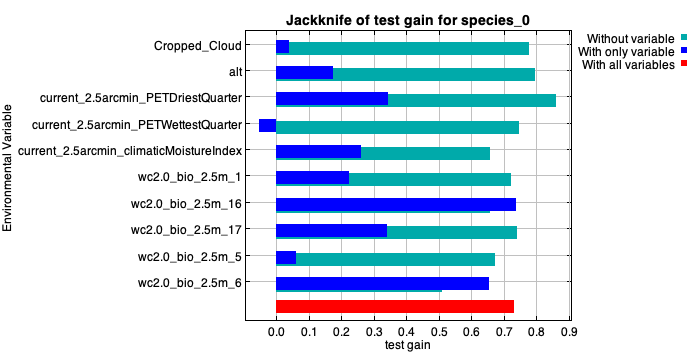 Jackknife of test gain for species_0
Without variable
With only variable
With all variables
Environmental Variable
Cropped_Cloud
alt
current_2.5arcmin_PETDriestQuarter
current_2.5arcmin_PETWettestQuarter
current_2.5arcmin_climaticMoistureIndex
wc2.0_bio_2.5m_1
wc2.0_bio_2.5m_16
wc2.0_bio_2.5m_17
wc2.0_bio_2.5m_5
wc2.0_bio_2.5m_6
0.0 0.1 0.2 0.3 0.4 0.5 0.6 0.7 0.8 0.9
test gain